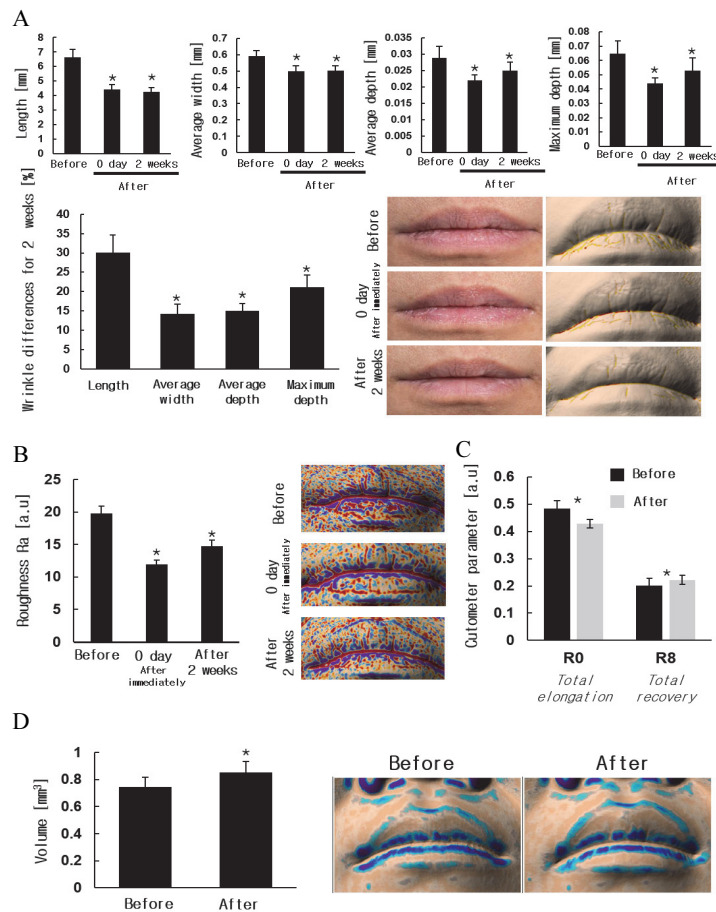 A
Length [mm]
8
7
6
5
4
3
2
1
0
Before
0 day
2 weeks
After
Average width [mm]
0.7
0.6
0.5
0.4
0.3
0.2
0.1
0
Before
0 day
2 weeks
After
Average depth [mm]
0.035
0.03
0.025
0.02
0.015
0.01
0.005
0
Before
0 day
2 weeks
After
Maximum depth [mm]
0.08
0.07
0.06
0.05
0.04
0.03
0.02
0.01
0.00
Before
0 day
2 weeks
After
* * * * * * * *
Wrinkle differences for 2 weeks [%]
40
35
30
25
20
15
10
5
0
* * *
Length
Average
width
Average
depth
Maximum
depth
Before
0 day
After immediately
After
2 weeks
B
Roughness Ra [a.u]
25
20
15
10
5
0
* *
Before
0 day
After
immediately
After
2 weeks
Before
0 day
After immediately
After
2 weeks
C
Cutometer parameter [a.u]
0.6
0.5
0.4
0.3
0.2
0.1
0
Before
After
* *
R0
Total
elongation
R8
Total
recovery
D
Volume [mm³]
1
0.8
0.6
0.4
0.2
0
*
Before
After
Before
After